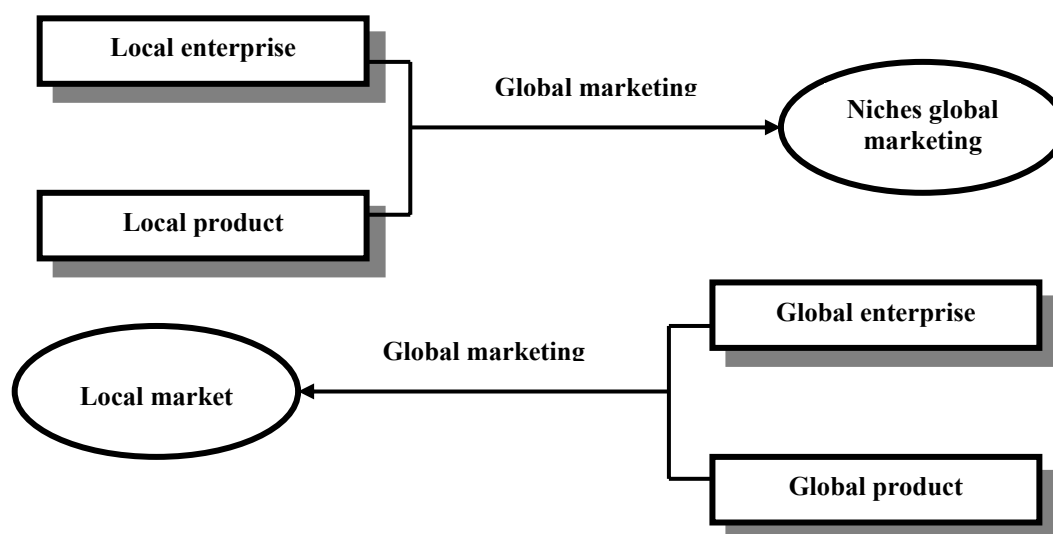 Local enterprise
Global marketing
Niches global
marketing
Local product
Global enterprise
Global marketing
Local market
Global product